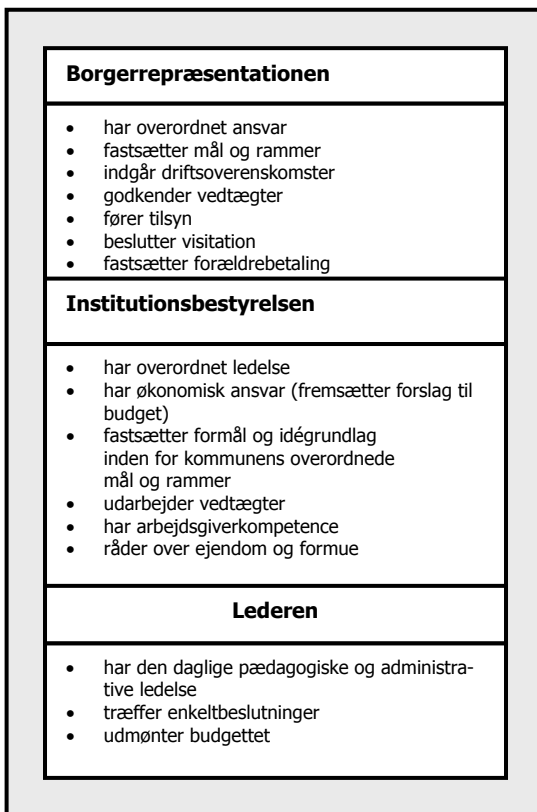 Borgerrepræsentationen
• har overordnet ansvar
• fastsætter mål og rammer
• indgår driftsoverenskomster
• godkender vedtægter
• fører tilsyn
• beslutter visitation
• fastsætter forældrebetaling
Institutionsbestyrelsen
• har overordnet ledelse
• har økonomisk ansvar (fremsætter forslag til
budget)
• fastsætter formål og idégrundlag
inden for kommunens overordnede
mål og rammer
• udarbejder vedtægter
• har arbejdsgiverkompetence
• råder over ejendom og formue
Lederen
• har den daglige pædagogiske og administra-
tive ledelse
• træffer enkeltbeslutninger
• udmønter budgettet